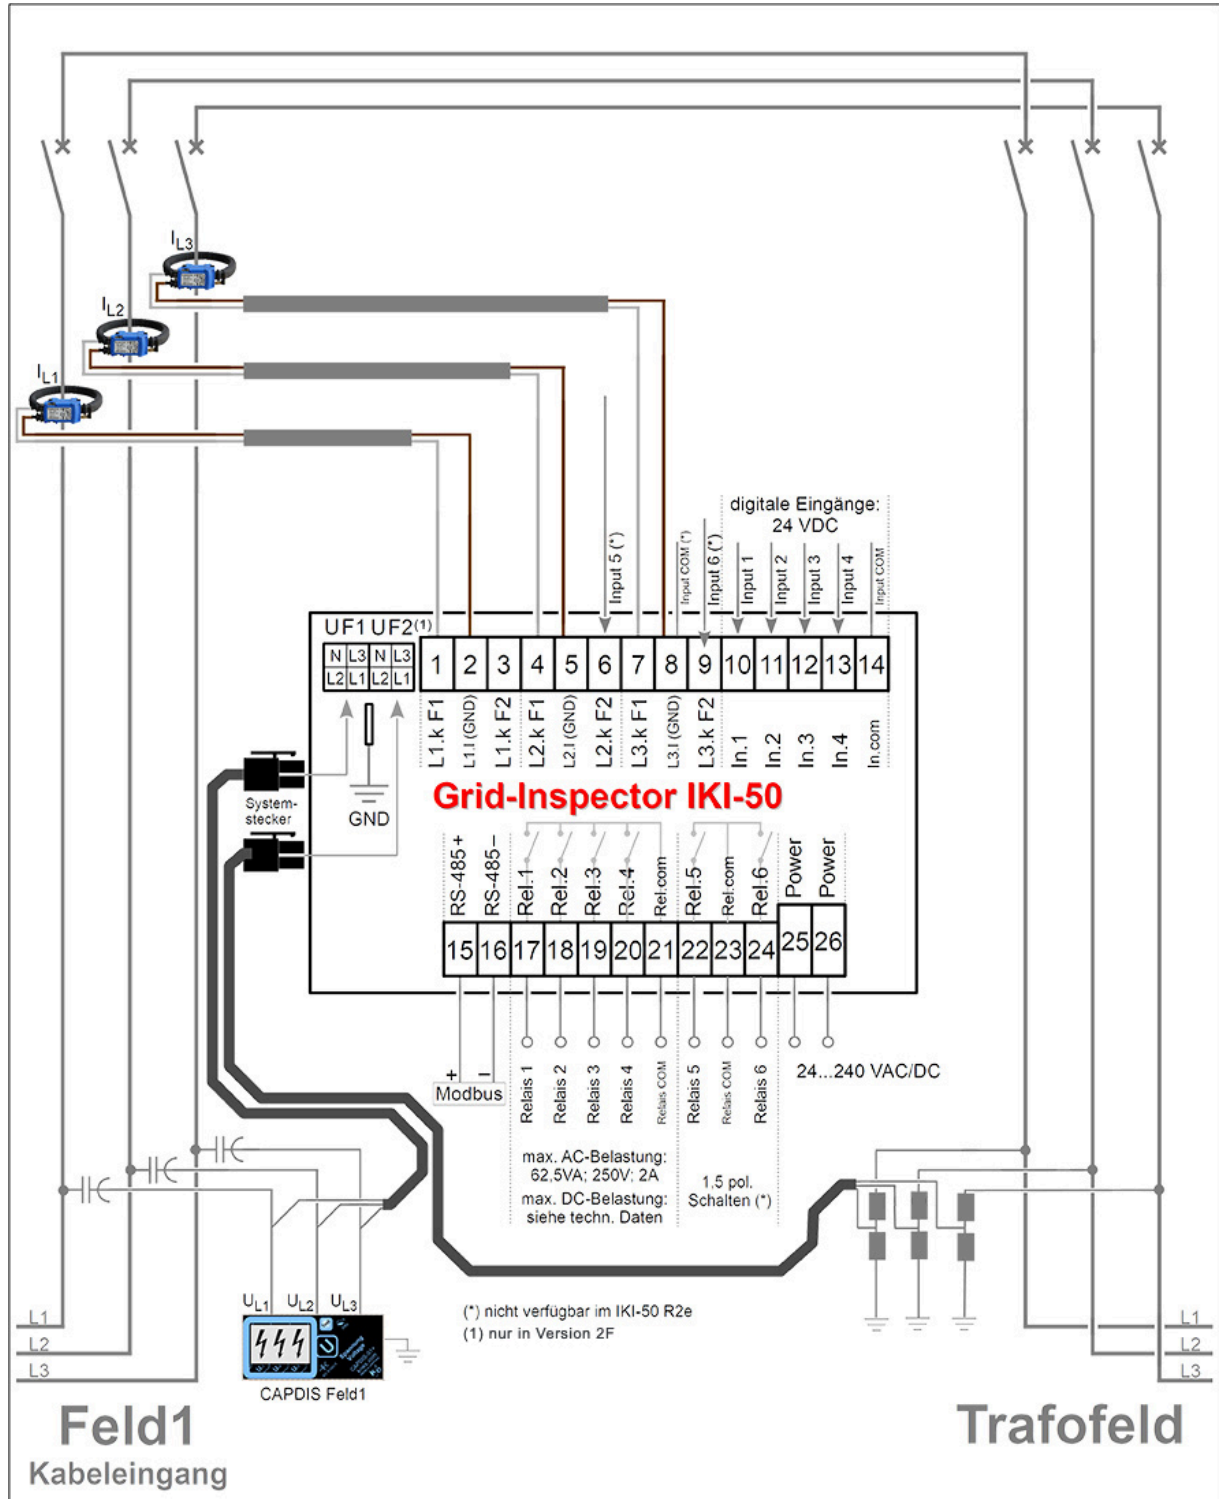 IL3
IL2
IL1
digitale Eingänge:
24 VDC
Input 5 (*)
Input COM (*)
Input 6 (*)
Input 1
Input 2
Input 3
Input 4
Input COM
UF1 UF2(1)
N L3 N L3
L2 L1 L2 L1
1 2 3 4 5 6 7 8 9 10 11 12 13 14
L1.k F1
L1.l (GND)
L1.k F2
L2.k F1
L2.l (GND)
L2.k F2
L3.k F1
L3.l (GND)
L3.k F2
In.1
In.2
In.3
In.4
In.com
System-
stecker
GND
Grid-Inspector IKI-50
RS-485+
RS-485–
Rel.1
Rel.2
Rel.3
Rel.4
Rel.com
Rel.5
Rel.com
Rel.6
Power
Power
15 16 17 18 19 20 21 22 23 24 25 26
+ –
Modbus
Relais 1
Relais 2
Relais 3
Relais 4
Relais COM
Relais 5
Relais COM
Relais 6
24...240 VAC/DC
max. AC-Belastung:
62,5VA; 250V; 2A
max. DC-Belastung:
siehe techn. Daten
1,5 pol.
Schalten (*)
UL1 UL2 UL3
(*) nicht verfügbar im IKI-50 R2e
(1) nur in Version 2F
CAPDIS Feld1
L1
L2
L3
L1
L2
L3
Feld1
Kabeleingang
Trafofeld